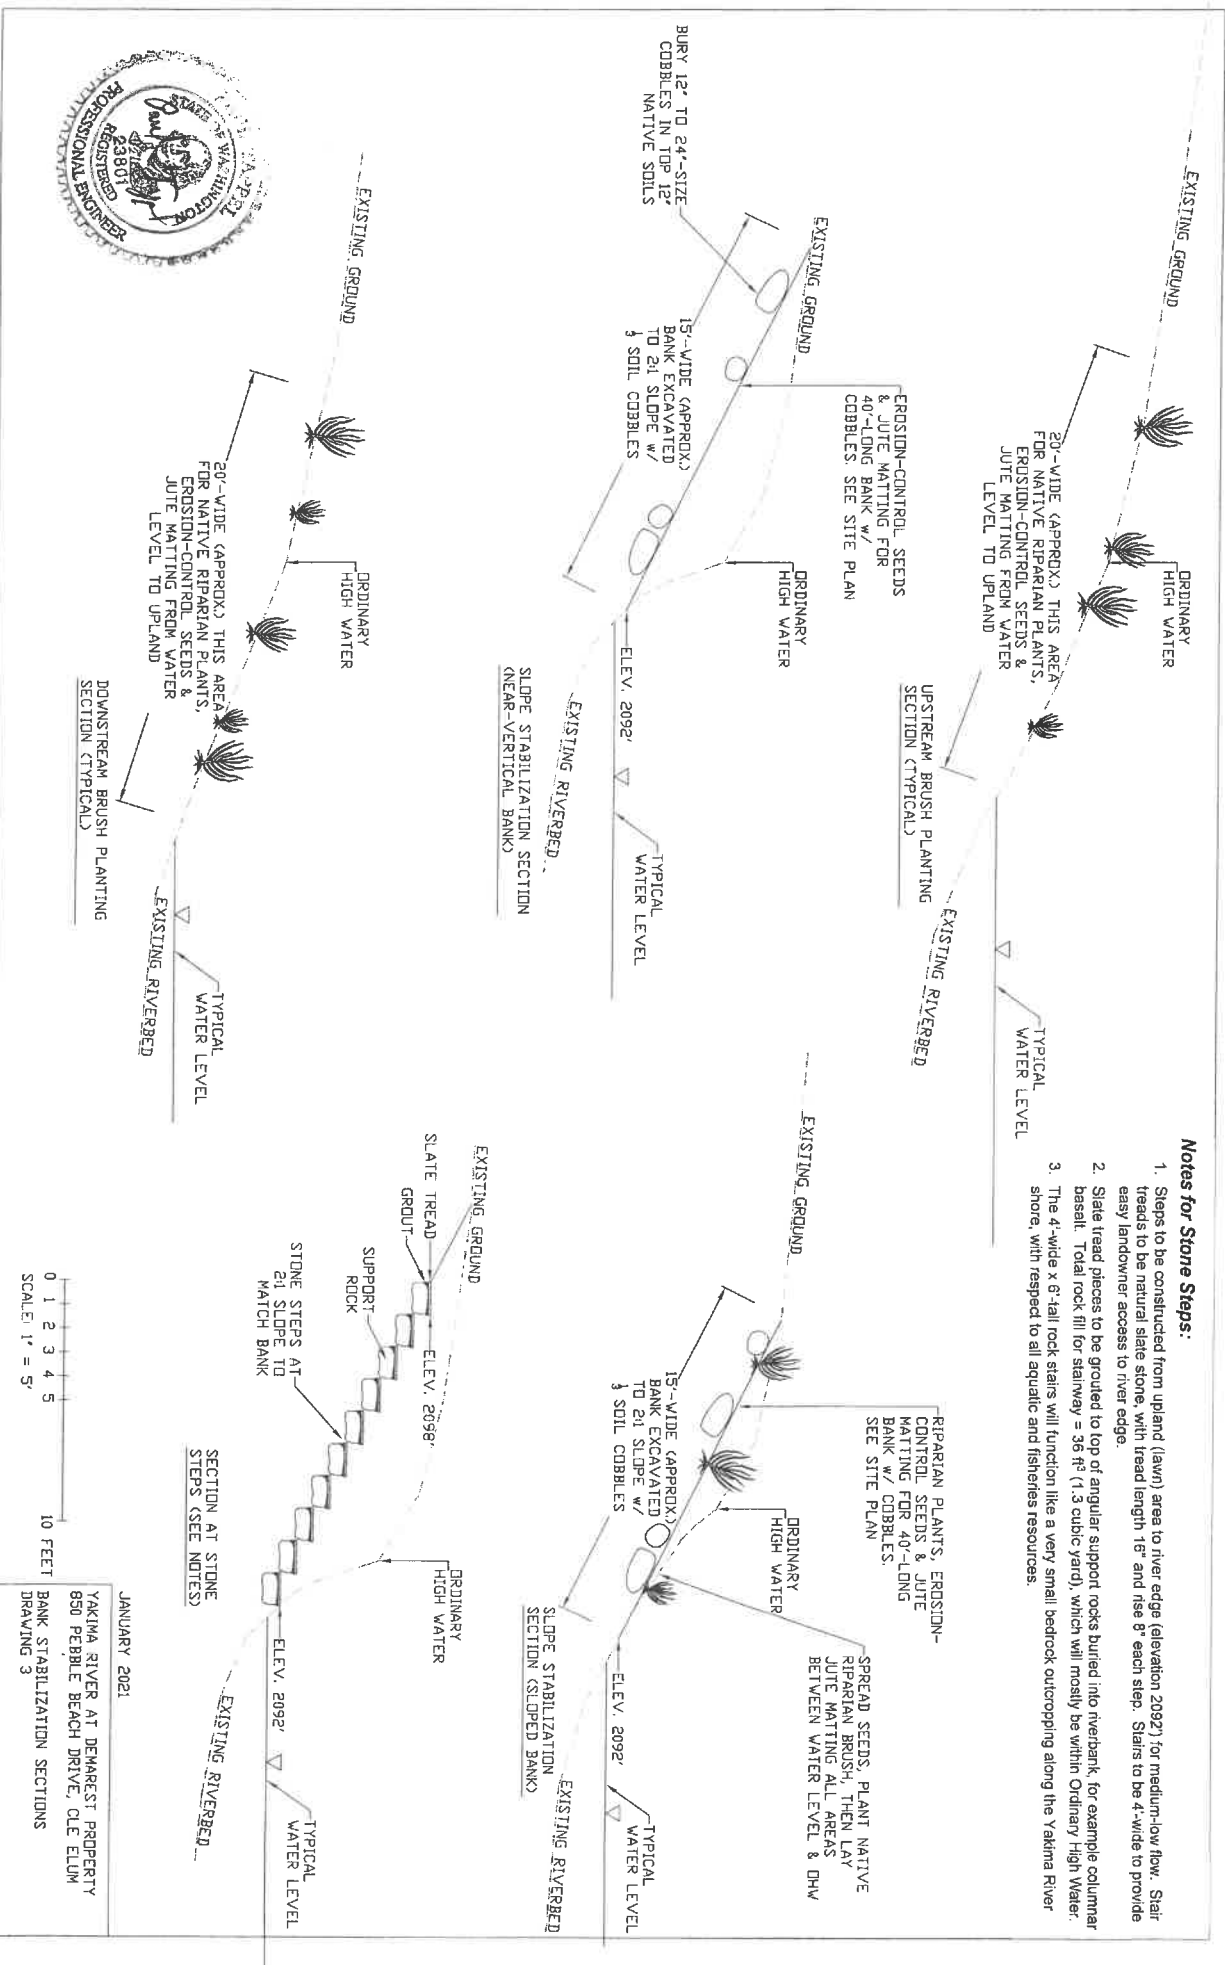 Notes for Stone Steps:
1. Steps to be constructed from upland (lawn) area to river edge (elevation 2092') for medium-low flow. Stair
treads to be natural slate stone, with tread length 16" and rise 8" each step. Stairs to be 4'-wide to provide
easy landowner access to river edge.
2. Slate tread pieces to be grouted to top of angular support rocks buried into riverbank, for example columnar
basalt. Total rock fill for stairway = 36 ft³ (1.3 cubic yard), which will mostly be within Ordinary High Water.
3. The 4'-wide x 6'-tall rock stairs will function like a very small bedrock outcropping along the Yakima River
shore, with respect to all aquatic and fisheries resources.
EXISTING GROUND
ORDINARY
HIGH WATER
20'-WIDE (APPROX.) THIS AREA
FOR NATIVE RIPARIAN PLANTS,
EROSION-CONTROL SEEDS &
JUTE MATTING FROM WATER
LEVEL TO UPLAND
TYPICAL
WATER LEVEL
EXISTING RIVERBED
UPSTREAM BRUSH PLANTING
SECTION (TYPICAL)
EXISTING GROUND
BURY 12" TO 24"-SIZE
COBBLES IN TOP 12"
NATIVE SOILS
EROSION-CONTROL SEEDS
& JUTE MATTING FOR
40'-LONG BANK w/
COBBLES. SEE SITE PLAN
15'-WIDE (APPROX.)
BANK EXCAVATED
TO 2:1 SLOPE w/
SOIL COBBLES
ORDINARY
HIGH WATER
ELEV. 2092'
TYPICAL
WATER LEVEL
EXISTING RIVERBED
SLOPE STABILIZATION SECTION
(NEAR-VERTICAL BANK)
EXISTING GROUND
RIPARIAN PLANTS, EROSION-
CONTROL SEEDS & JUTE
MATTING FOR 40'-LONG
BANK w/ COBBLES.
SEE SITE PLAN
ORDINARY
HIGH WATER
SPREAD SEEDS, PLANT NATIVE
RIPARIAN BRUSH, THEN LAY
JUTE MATTING ALL AREAS
BETWEEN WATER LEVEL & OHW
15'-WIDE (APPROX.)
BANK EXCAVATED
TO 2:1 SLOPE w/
SOIL COBBLES
ELEV. 2092'
TYPICAL
WATER LEVEL
EXISTING RIVERBED
SLOPE STABILIZATION
SECTION (SLOPED BANK)
EXISTING GROUND
ORDINARY
HIGH WATER
20'-WIDE (APPROX.) THIS AREA
FOR NATIVE RIPARIAN PLANTS,
EROSION-CONTROL SEEDS &
JUTE MATTING FROM WATER
LEVEL TO UPLAND
TYPICAL
WATER LEVEL
EXISTING RIVERBED
DOWNSTREAM BRUSH PLANTING
SECTION (TYPICAL)
EXISTING GROUND
SLATE TREAD
GROUT
SUPPORT
ROCK
STONE STEPS AT
2:1 SLOPE TO
MATCH BANK
ELEV. 2098'
ORDINARY
HIGH WATER
ELEV. 2092'
TYPICAL
WATER LEVEL
EXISTING RIVERBED
SECTION AT STONE
STEPS (SEE NOTES)
0 1 2 3 4 5 10 FEET
SCALE: 1" = 5'
STATE OF WASHINGTON
23801
REGISTERED
PROFESSIONAL ENGINEER
JANUARY 2021
YAKIMA RIVER AT DEMAREST PROPERTY
850 PEBBLE BEACH DRIVE, CLE ELUM
BANK STABILIZATION SECTIONS
DRAWING 3